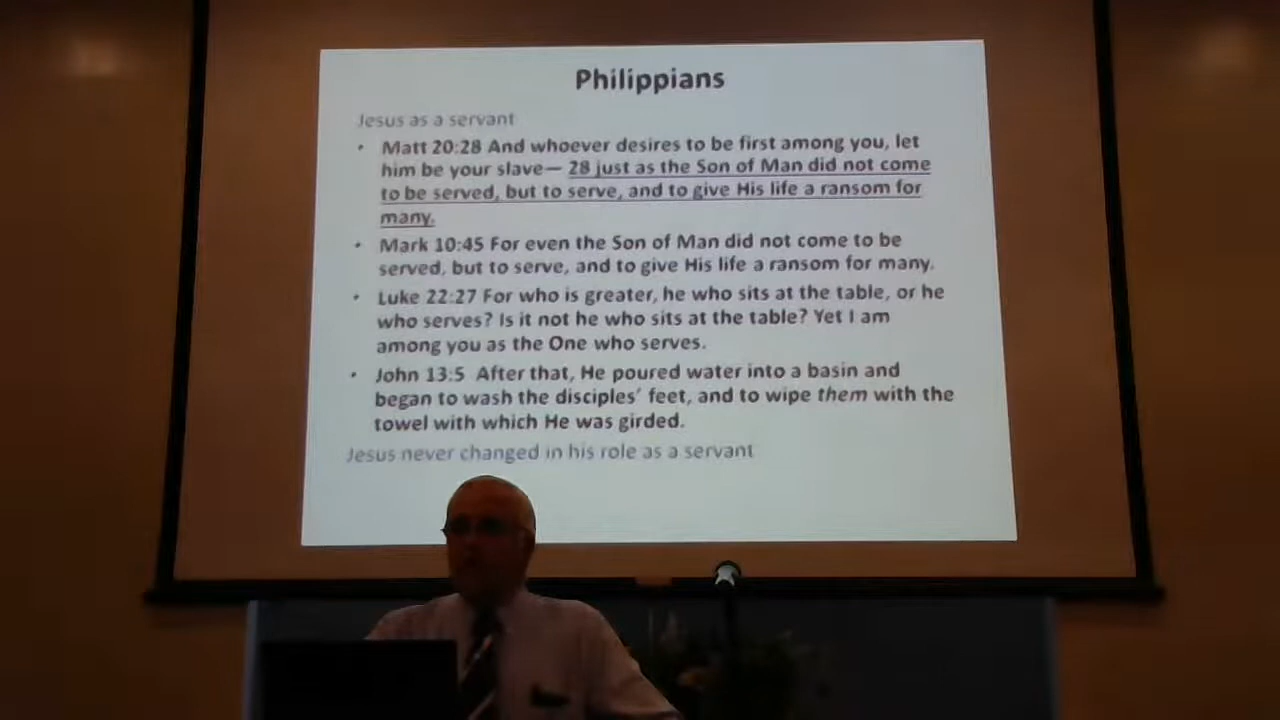 Philippians
Jesus as a servant
• Matt 20:28 And whoever desires to be first among you, let
him be your slave— 28 just as the Son of Man did not come
to be served, but to serve, and to give His life a ransom for
many.
• Mark 10:45 For even the Son of Man did not come to be
served, but to serve, and to give His life a ransom for many.
• Luke 22:27 For who is greater, he who sits at the table, or he
who serves? Is it not he who sits at the table? Yet I am
among you as the One who serves.
• John 13:5 After that, He poured water into a basin and
began to wash the disciples’ feet, and to wipe them with the
towel with which He was girded.
Jesus never changed in his role as a servant